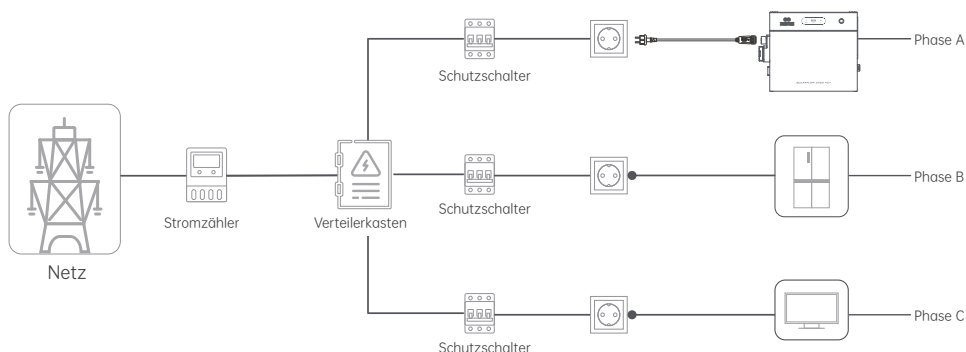 Phase A
Schutzschalter
Phase B
Schutzschalter
Stromzähler
Verteilerkasten
Netz
Phase C
Schutzschalter